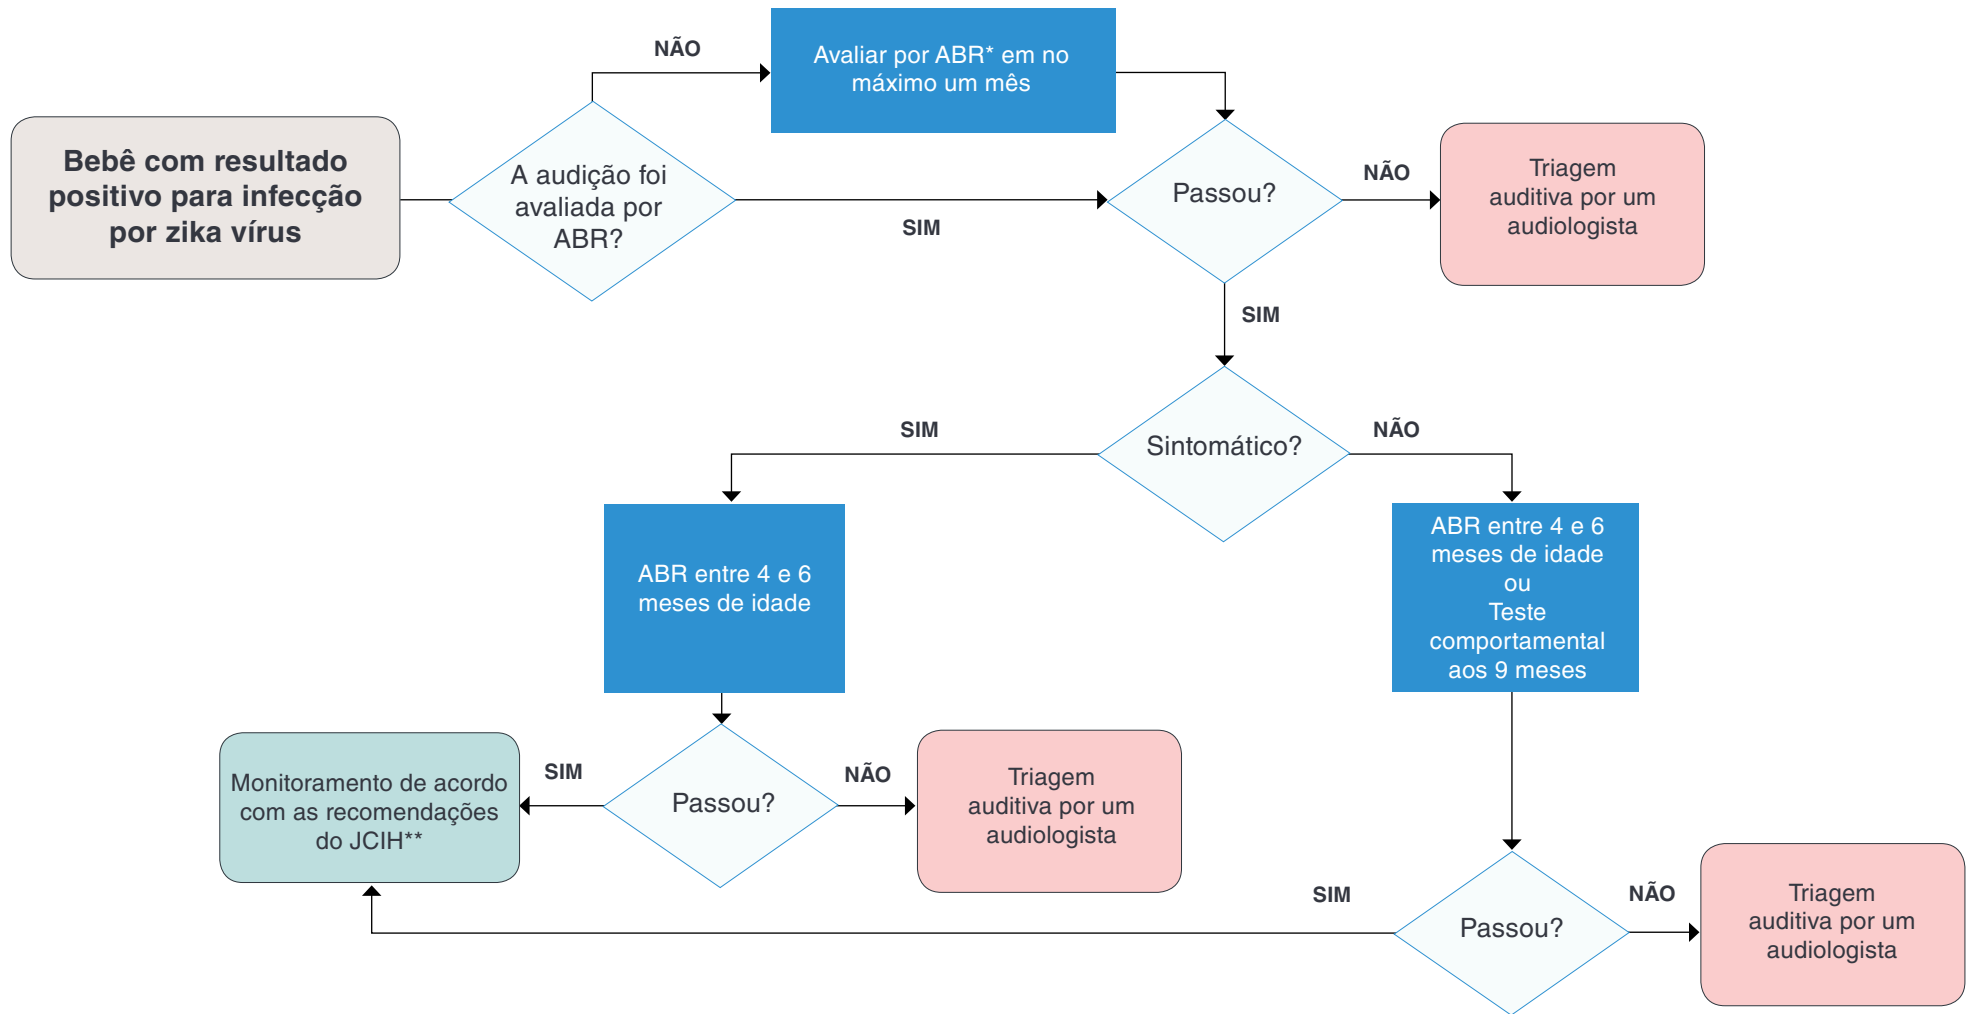 Bebê com resultado
positivo para infecção
por zika vírus
A audição foi
avaliada por
ABR?
NÃO
Avaliar por ABR* em no
máximo um mês
SIM
Passou?
NÃO
Triagem
auditiva por um
audiologista
SIM
Sintomático?
SIM
NÃO
ABR entre 4 e 6
meses de idade
ABR entre 4 e 6
meses de idade
ou
Teste
comportamental
aos 9 meses
Passou?
SIM
NÃO
Monitoramento de acordo
com as recomendações
do JCIH**
Triagem
auditiva por um
audiologista
Passou?
SIM
NÃO
Triagem
auditiva por um
audiologista